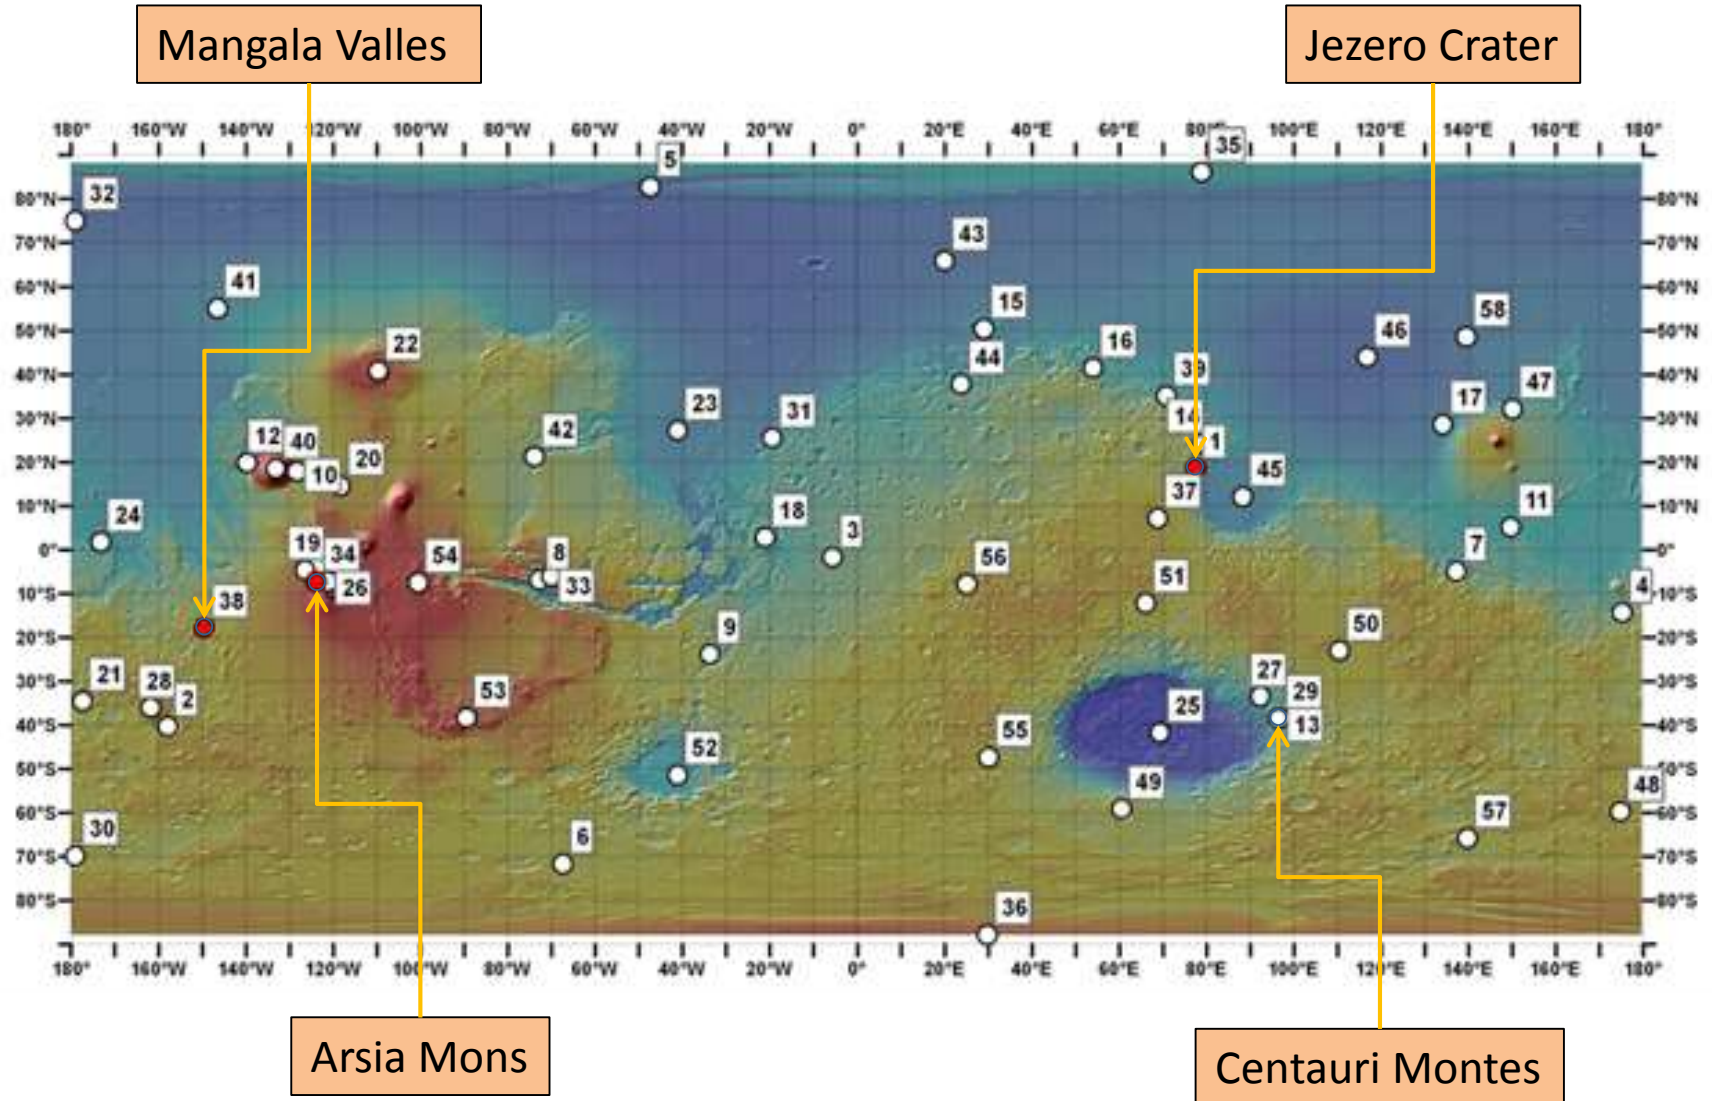 Mangala Valles
Jezero Crater
180° 160°W 140°W 120°W 100°W 80°W 60°W 40°W 20°W 0° 20°E 40°E 60°E 80°E 100°E 120°E 140°E 160°E 180°
35
5
80°N 32 80°N
70°N 43 70°N
60°N 41 60°N
15 58
50°N 46 50°N
22 16
44 39 47
40°N 40°N
17
23 31 14
30°N 30°N
12 40 42 1
20 45
20°N 10 20°N
37
24 18 11
10°N 10°N
3
19 34 54 8 56 7
0° 0°
26 33 51 4
10°S 10°S
38
9 50
20°S 20°S
21 28 27
2 53 29
30°S 25 30°S
13
40°S 55 40°S
52
50°S 49 48 50°S
57
60°S 60°S
30 6
70°S 70°S
80°S 36 80°S
180° 160°W 140°W 120°W 100°W 80°W 60°W 40°W 20°W 0° 20°E 40°E 60°E 80°E 100°E 120°E 140°E 160°E 180°
Arsia Mons
Centauri Montes